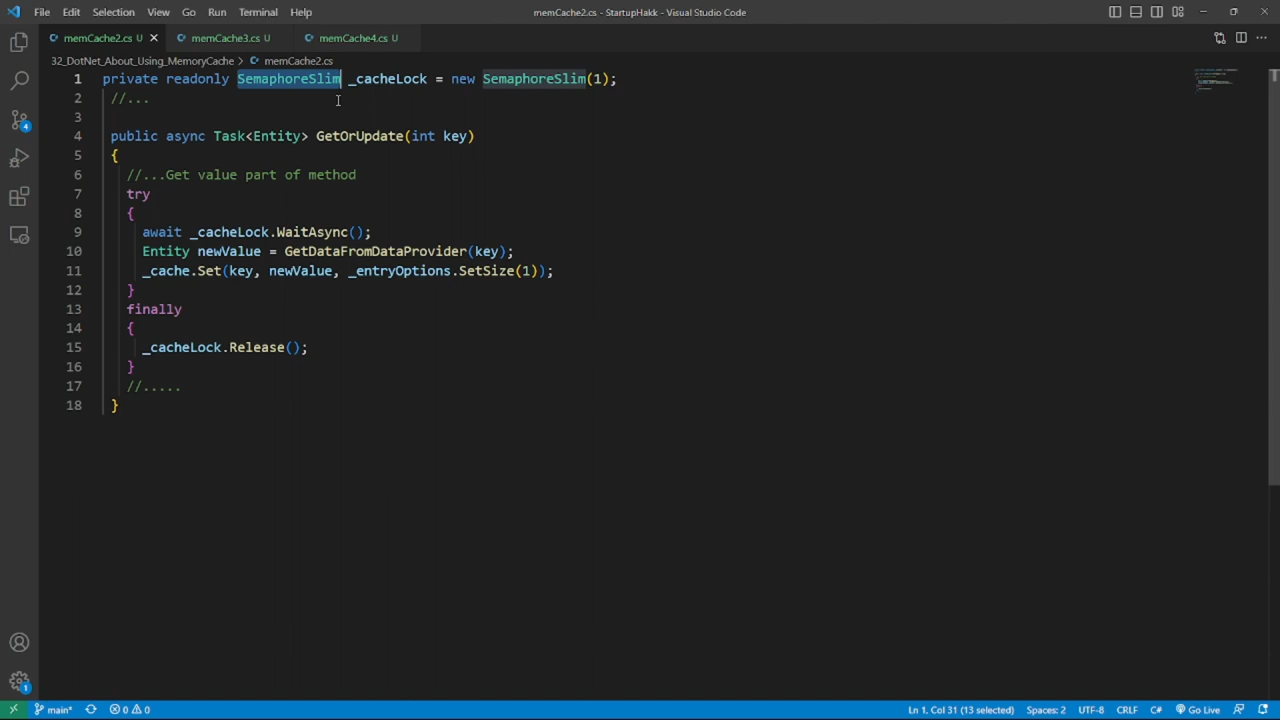 File Edit Selection View Go Run Terminal Help memCache2.cs - StartupHakk - Visual Studio Code
memCache2.cs U memCache3.cs U memCache4.cs U
32_DotNet_About_Using_MemoryCache > memCache2.cs
1 private readonly SemaphoreSlim _cacheLock = new SemaphoreSlim(1);
2 //...
3
4 public async Task<Entity> GetOrUpdate(int key)
5 {
6 //...Get value part of method
7 try
8 {
9 await _cacheLock.WaitAsync();
10 Entity newValue = GetDataFromDataProvider(key);
11 _cache.Set(key, newValue, _entryOptions.SetSize(1));
12 }
13 finally
14 {
15 _cacheLock.Release();
16 }
17 //.....
18 }
4
1
main* 0 0 Ln 1, Col 31 (13 selected) Spaces: 2 UTF-8 CRLF C# Go Live